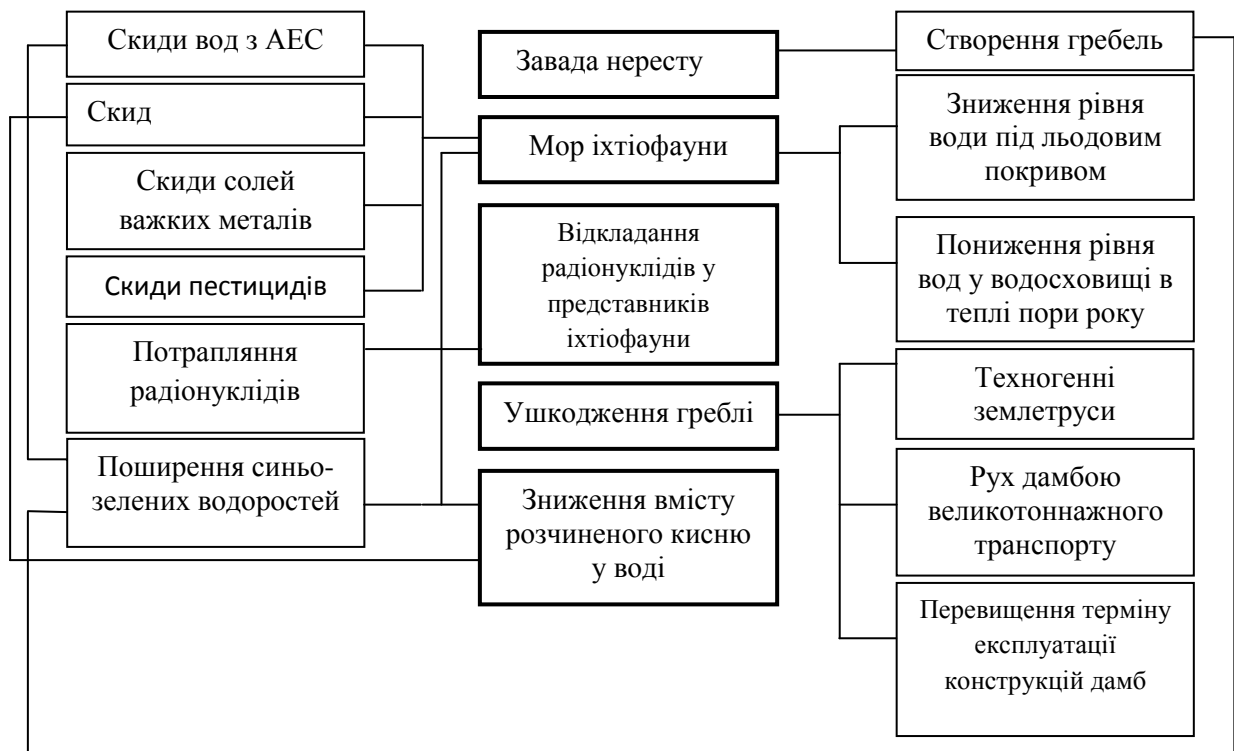 Скиди вод з АЕС
Скид
Скиди солей
важких металів
Скиди пестицидів
Потрапляння
радіонуклідів
Поширення синьо-
зелених водоростей
Завада нересту
Мор іхтіофауни
Відкладання
радіонуклідів у
представників
іхтіофауни
Ушкодження греблі
Зниження вмісту
розчиненого кисню
у воді
Створення гребель
Зниження рівня
води під льодовим
покривом
Пониження рівня
вод у водосховищі в
теплі пори року
Техногенні
землетруси
Рух дамбою
великотоннажного
транспорту
Перевищення терміну
експлуатації
конструкцій дамб